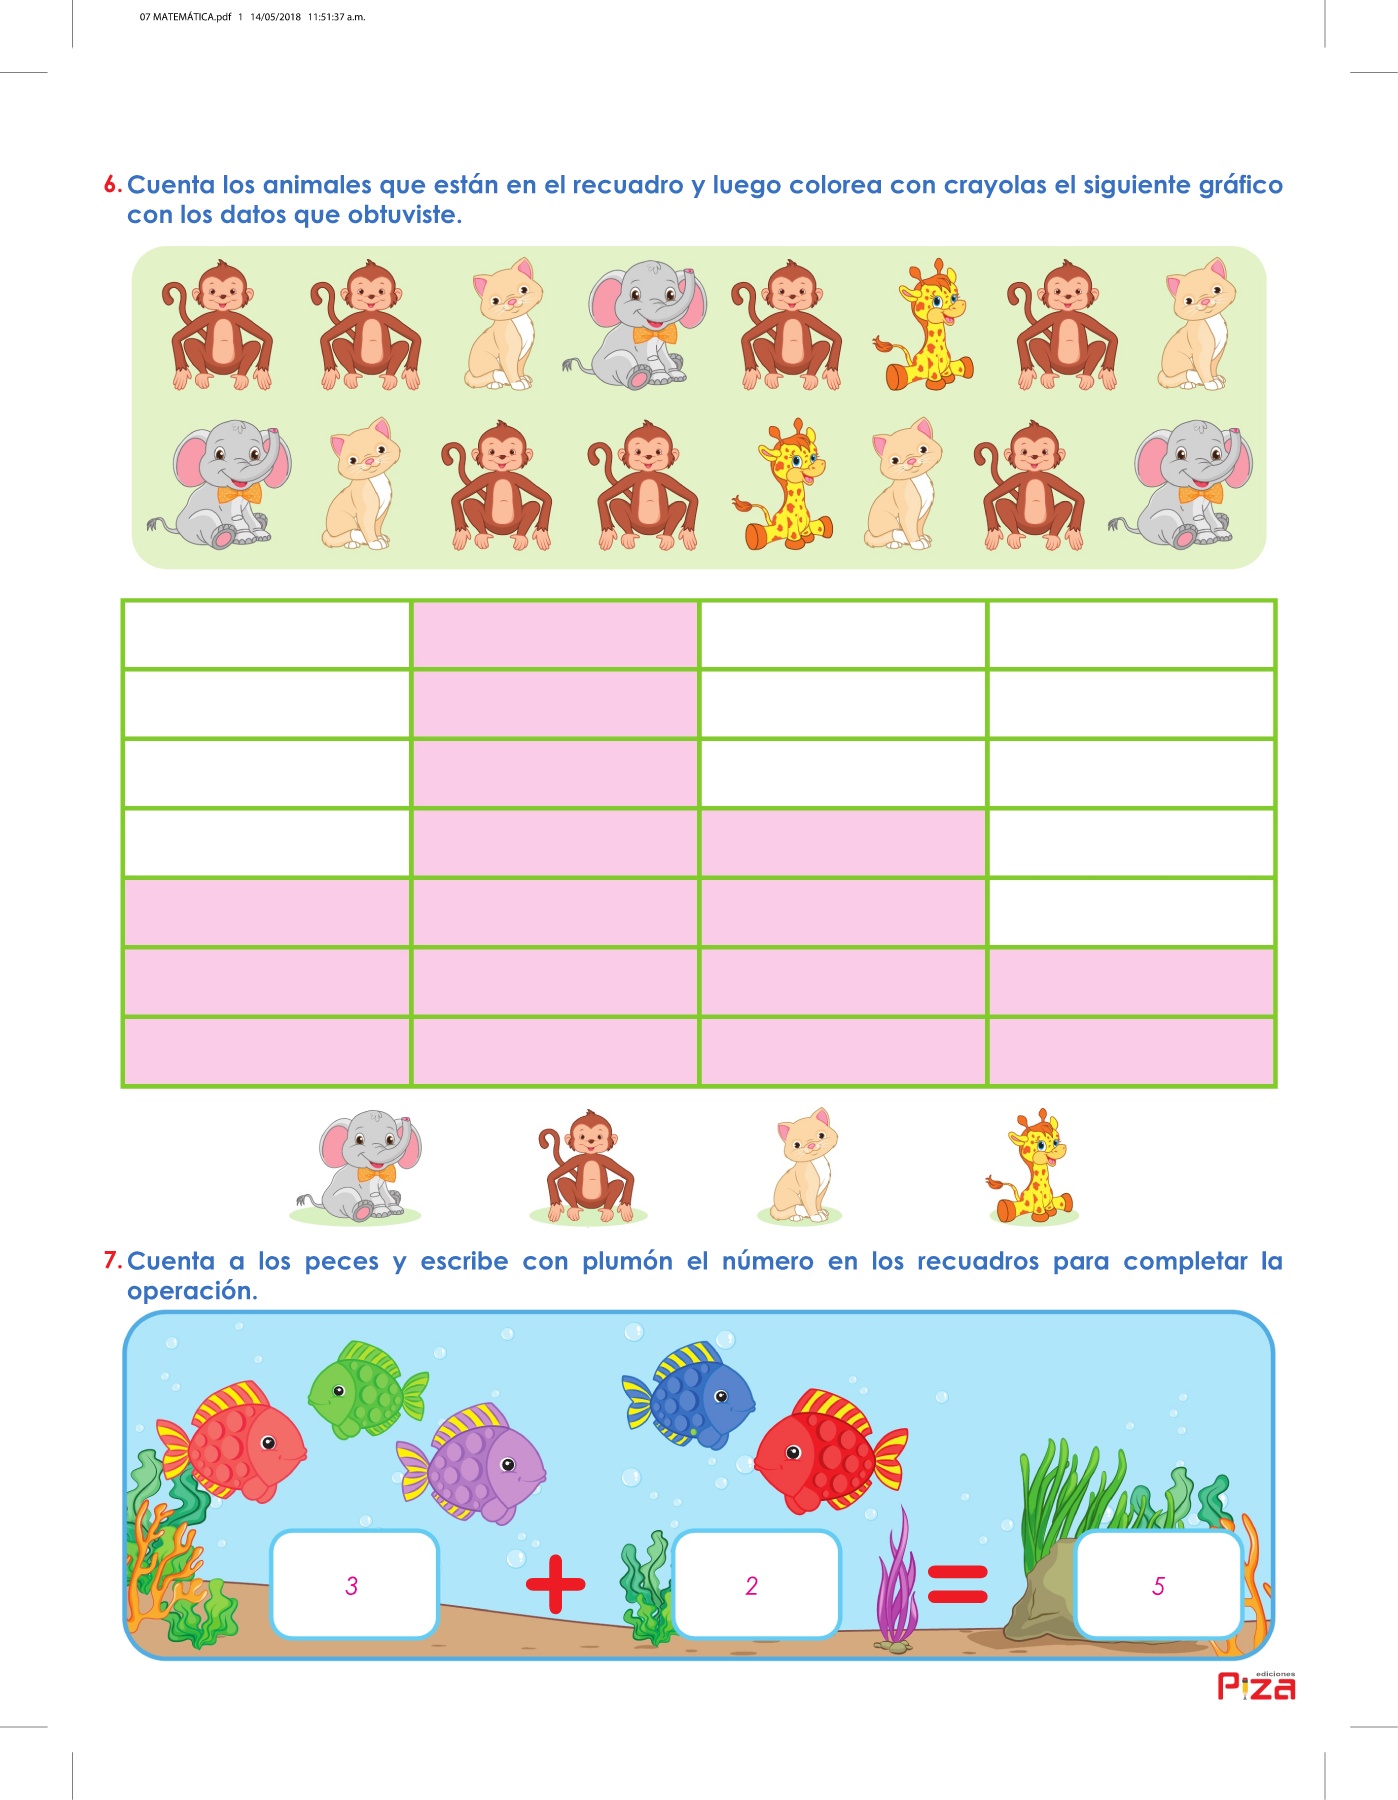 07 MATEMÁTICA.pdf 1 14/05/2018 11:51:37 a.m.
6. Cuenta los animales que están en el recuadro y luego colorea con crayolas el siguiente gráfico
con los datos que obtuviste.
7. Cuenta a los peces y escribe con plumón el número en los recuadros para completar la
operación.
3 + 2 = 5
ediciones
Piza